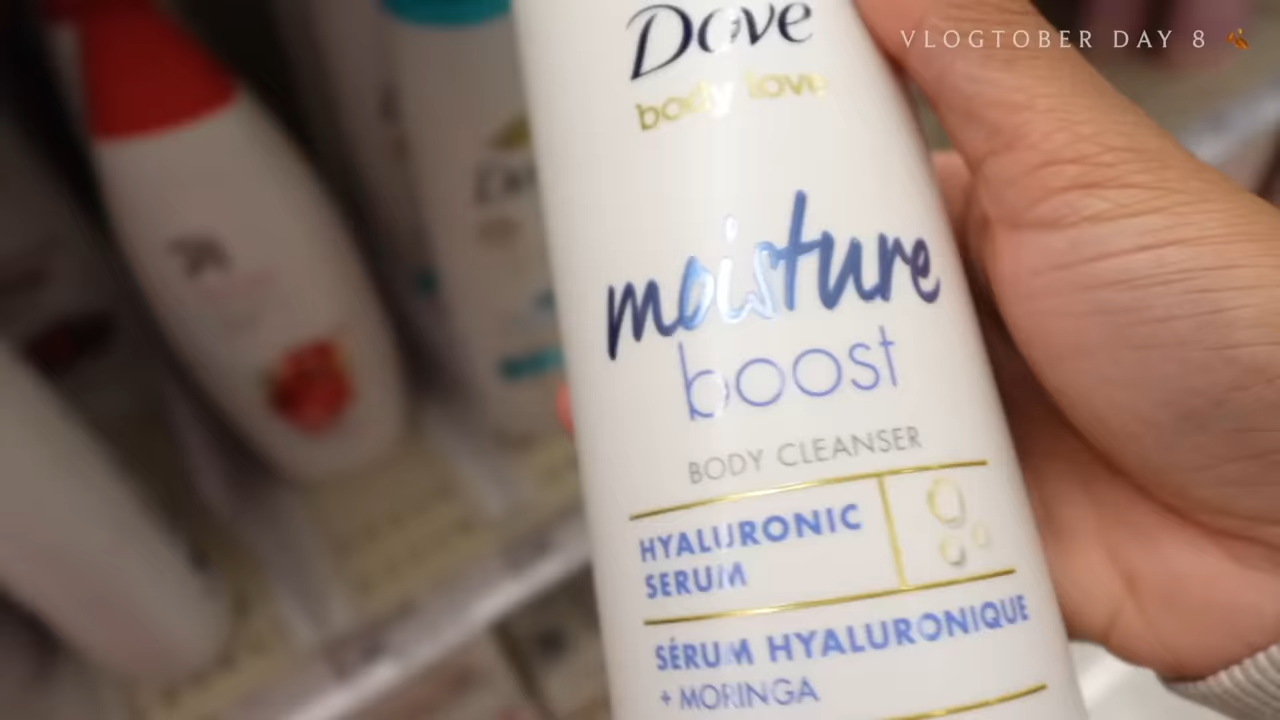 VLOGTOBER DAY 8
Dove
body love
moisture
boost
BODY CLEANSER
HYALURONIC
SERUM
SÉRUM HYALURONIQUE
+ MORINGA